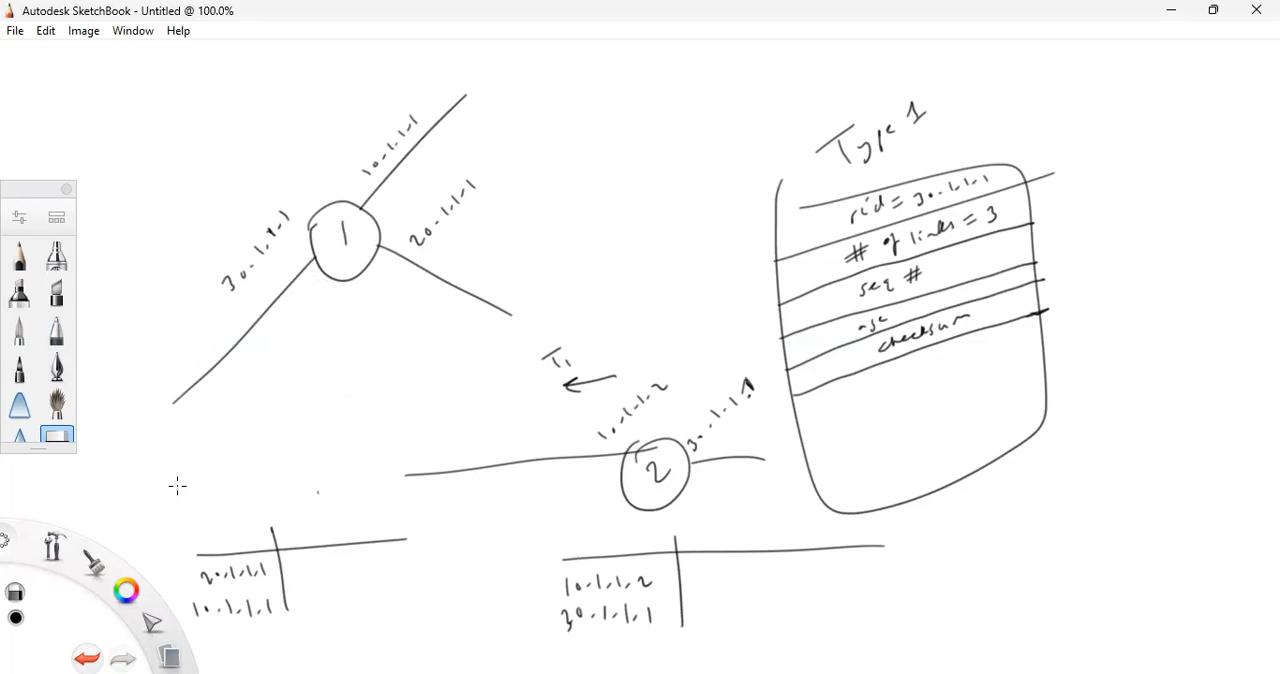 Autodesk SketchBook - Untitled @ 100.0%
File Edit Image Window Help
10.1.1.1
20.1.1.1
30.1.1.1
1
Type 1
rid = 30.1.1.1
# of links = 3
seq #
checksum
T1
10.1.1.2
30.1.1.1
2
20.1.1.1
10.1.1.1
10.1.1.2
30.1.1.1